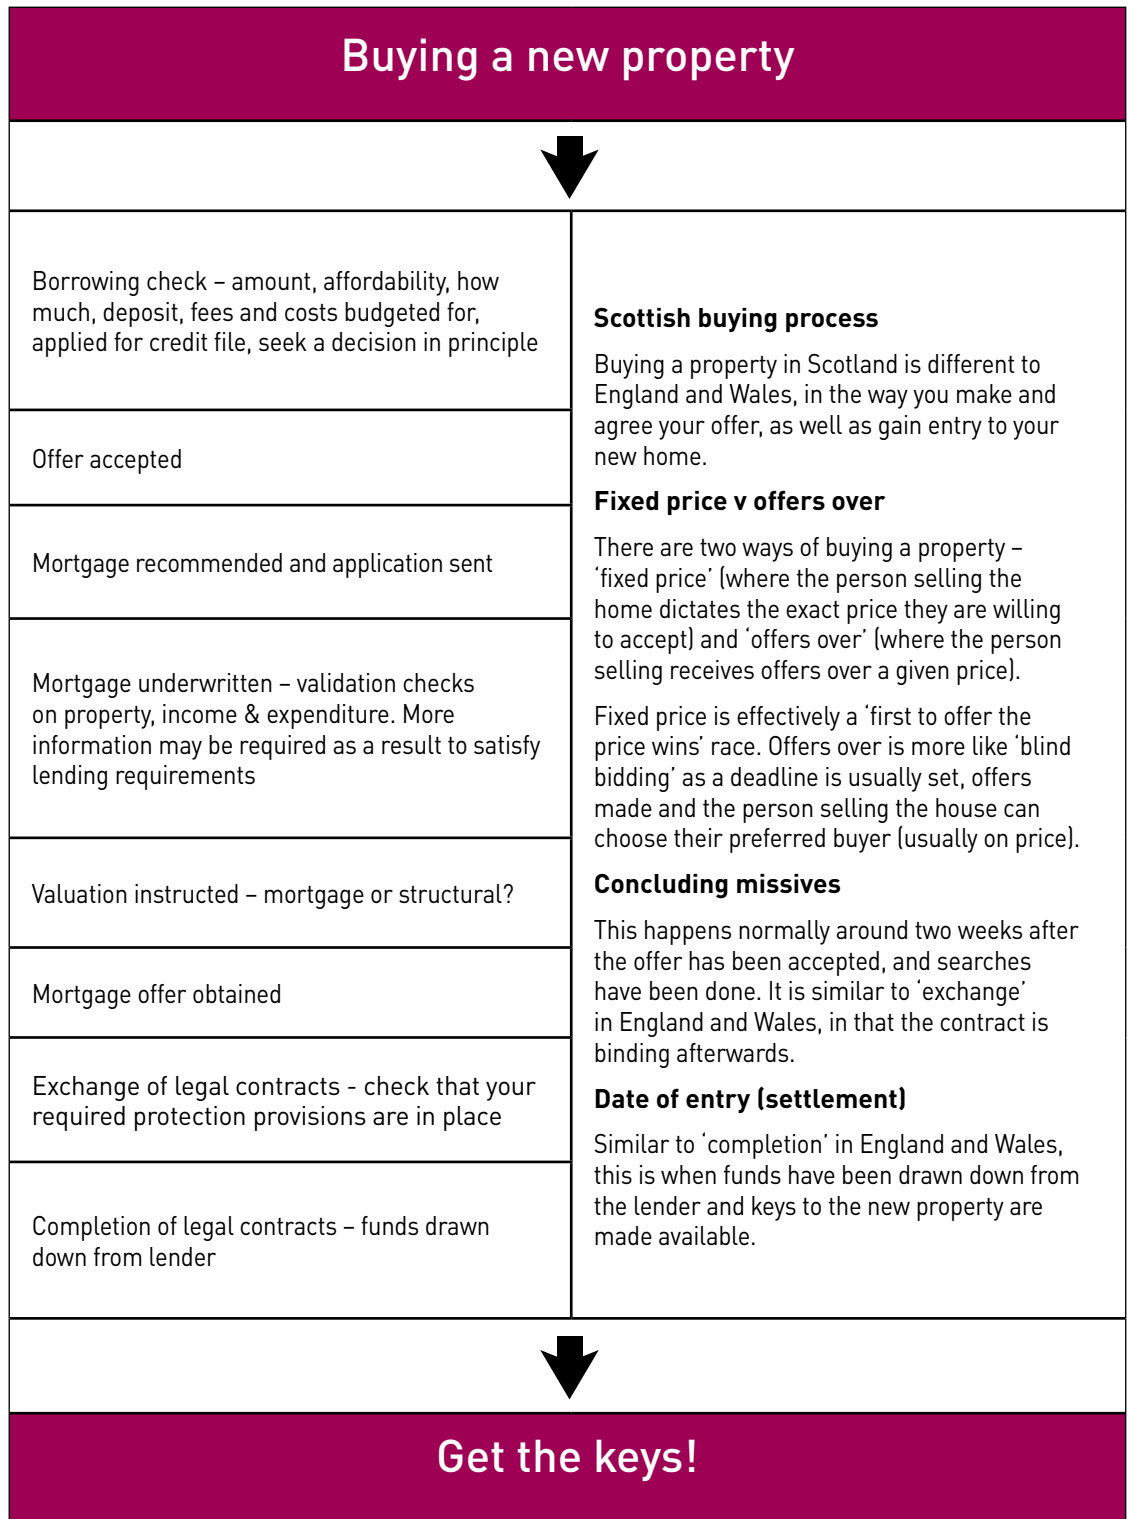 Buying a new property
Borrowing check – amount, affordability, how
much, deposit, fees and costs budgeted for,
applied for credit file, seek a decision in principle
Offer accepted
Mortgage recommended and application sent
Mortgage underwritten – validation checks
on property, income & expenditure. More
information may be required as a result to satisfy
lending requirements
Valuation instructed – mortgage or structural?
Mortgage offer obtained
Exchange of legal contracts - check that your
required protection provisions are in place
Completion of legal contracts – funds drawn
down from lender
Scottish buying process
Buying a property in Scotland is different to
England and Wales, in the way you make and
agree your offer, as well as gain entry to your
new home.
Fixed price v offers over
There are two ways of buying a property –
‘fixed price’ (where the person selling the
home dictates the exact price they are willing
to accept) and ‘offers over’ (where the person
selling receives offers over a given price).
Fixed price is effectively a ‘first to offer the
price wins’ race. Offers over is more like ‘blind
bidding’ as a deadline is usually set, offers
made and the person selling the house can
choose their preferred buyer (usually on price).
Concluding missives
This happens normally around two weeks after
the offer has been accepted, and searches
have been done. It is similar to ‘exchange’
in England and Wales, in that the contract is
binding afterwards.
Date of entry (settlement)
Similar to ‘completion’ in England and Wales,
this is when funds have been drawn down from
the lender and keys to the new property are
made available.
Get the keys!